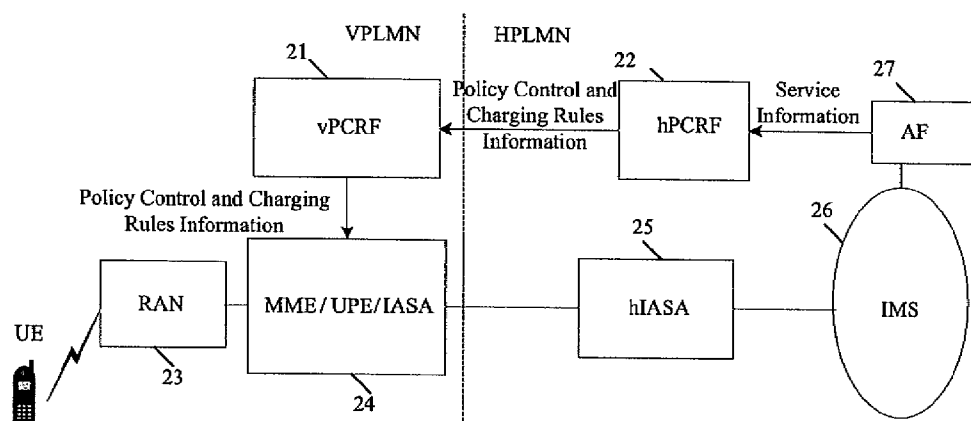 VPLMN
HPLMN
21
22
27
vPCRF
Policy Control and
Charging Rules
Information
hPCRF
Service
Information
AF
Policy Control and Charging
Rules Information
26
25
RAN
MME/UPE/IASA
hIASA
IMS
UE
23
24